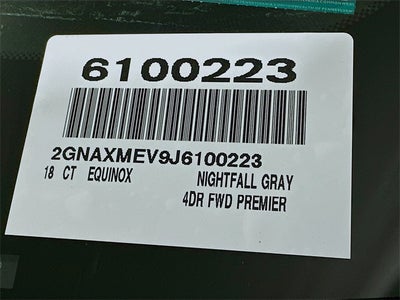 6100223
2GNAXMEV9J6100223
18 CT EQUINOX NIGHTFALL GRAY
4DR FWD PREMIER